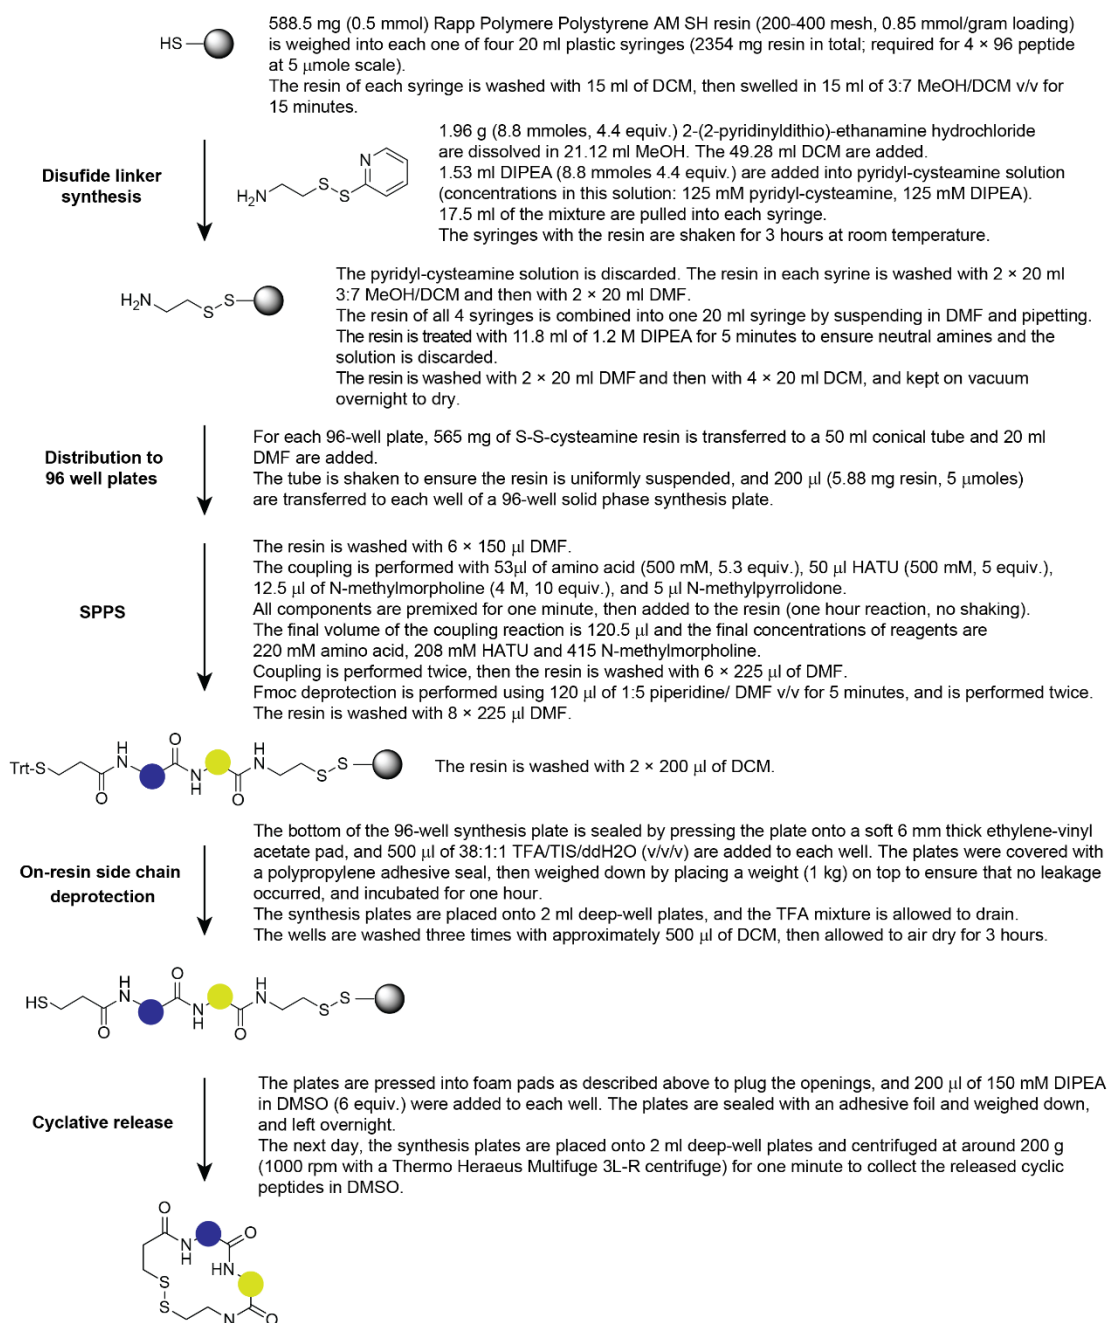 588.5 mg (0.5 mmol) Rapp Polymere Polystyrene AM SH resin (200-400 mesh, 0.85 mmol/gram loading)
is weighed into each one of four 20 ml plastic syringes (2354 mg resin in total; required for 4 × 96 peptide
at 5 µmole scale).
The resin of each syringe is washed with 15 ml of DCM, then swelled in 15 ml of 3:7 MeOH/DCM v/v for
15 minutes.
HS
Disufide linker
synthesis
H₂N
S
S
N
1.96 g (8.8 mmoles, 4.4 equiv.) 2-(2-pyridinyldithio)-ethanamine hydrochloride
are dissolved in 21.12 ml MeOH. The 49.28 ml DCM are added.
1.53 ml DIPEA (8.8 mmoles 4.4 equiv.) are added into pyridyl-cysteamine solution
(concentrations in this solution: 125 mM pyridyl-cysteamine, 125 mM DIPEA).
17.5 ml of the mixture are pulled into each syringe.
The syringes with the resin are shaken for 3 hours at room temperature.
H₂N
S
S
The pyridyl-cysteamine solution is discarded. The resin in each syrine is washed with 2 × 20 ml
3:7 MeOH/DCM and then with 2 × 20 ml DMF.
The resin of all 4 syringes is combined into one 20 ml syringe by suspending in DMF and pipetting.
The resin is treated with 11.8 ml of 1.2 M DIPEA for 5 minutes to ensure neutral amines and the
solution is discarded.
The resin is washed with 2 × 20 ml DMF and then with 4 × 20 ml DCM, and kept on vacuum
overnight to dry.
Distribution to
96 well plates
For each 96-well plate, 565 mg of S-S-cysteamine resin is transferred to a 50 ml conical tube and 20 ml
DMF are added.
The tube is shaken to ensure the resin is uniformly suspended, and 200 µl (5.88 mg resin, 5 µmoles)
are transferred to each well of a 96-well solid phase synthesis plate.
SPPS
The resin is washed with 6 × 150 µl DMF.
The coupling is performed with 53µl of amino acid (500 mM, 5.3 equiv.), 50 µl HATU (500 mM, 5 equiv.),
12.5 µl of N-methylmorpholine (4 M, 10 equiv.), and 5 µl N-methylpyrrolidone.
All components are premixed for one minute, then added to the resin (one hour reaction, no shaking).
The final volume of the coupling reaction is 120.5 µl and the final concentrations of reagents are
220 mM amino acid, 208 mM HATU and 415 N-methylmorpholine.
Coupling is performed twice, then the resin is washed with 6 × 225 µl of DMF.
Fmoc deprotection is performed using 120 µl of 1:5 piperidine/ DMF v/v for 5 minutes, and is performed twice.
The resin is washed with 8 × 225 µl DMF.
Trt-S
O
H
N
O
N
H
O
H
N
S
S
The resin is washed with 2 × 200 µl of DCM.
On-resin side chain
deprotection
The bottom of the 96-well synthesis plate is sealed by pressing the plate onto a soft 6 mm thick ethylene-vinyl
acetate pad, and 500 µl of 38:1:1 TFA/TIS/ddH2O (v/v/v) are added to each well. The plates were covered with
a polypropylene adhesive seal, then weighed down by placing a weight (1 kg) on top to ensure that no leakage
occurred, and incubated for one hour.
The synthesis plates are placed onto 2 ml deep-well plates, and the TFA mixture is allowed to drain.
The wells are washed three times with approximately 500 µl of DCM, then allowed to air dry for 3 hours.
HS
O
H
N
O
N
H
O
H
N
S
S
Cyclative release
The plates are pressed into foam pads as described above to plug the openings, and 200 µl of 150 mM DIPEA
in DMSO (6 equiv.) were added to each well. The plates are sealed with an adhesive foil and weighed down,
and left overnight.
The next day, the synthesis plates are placed onto 2 ml deep-well plates and centrifuged at around 200 g
(1000 rpm with a Thermo Heraeus Multifuge 3L-R centrifuge) for one minute to collect the released cyclic
peptides in DMSO.
O
N
H
O
HN
S
S
N
O